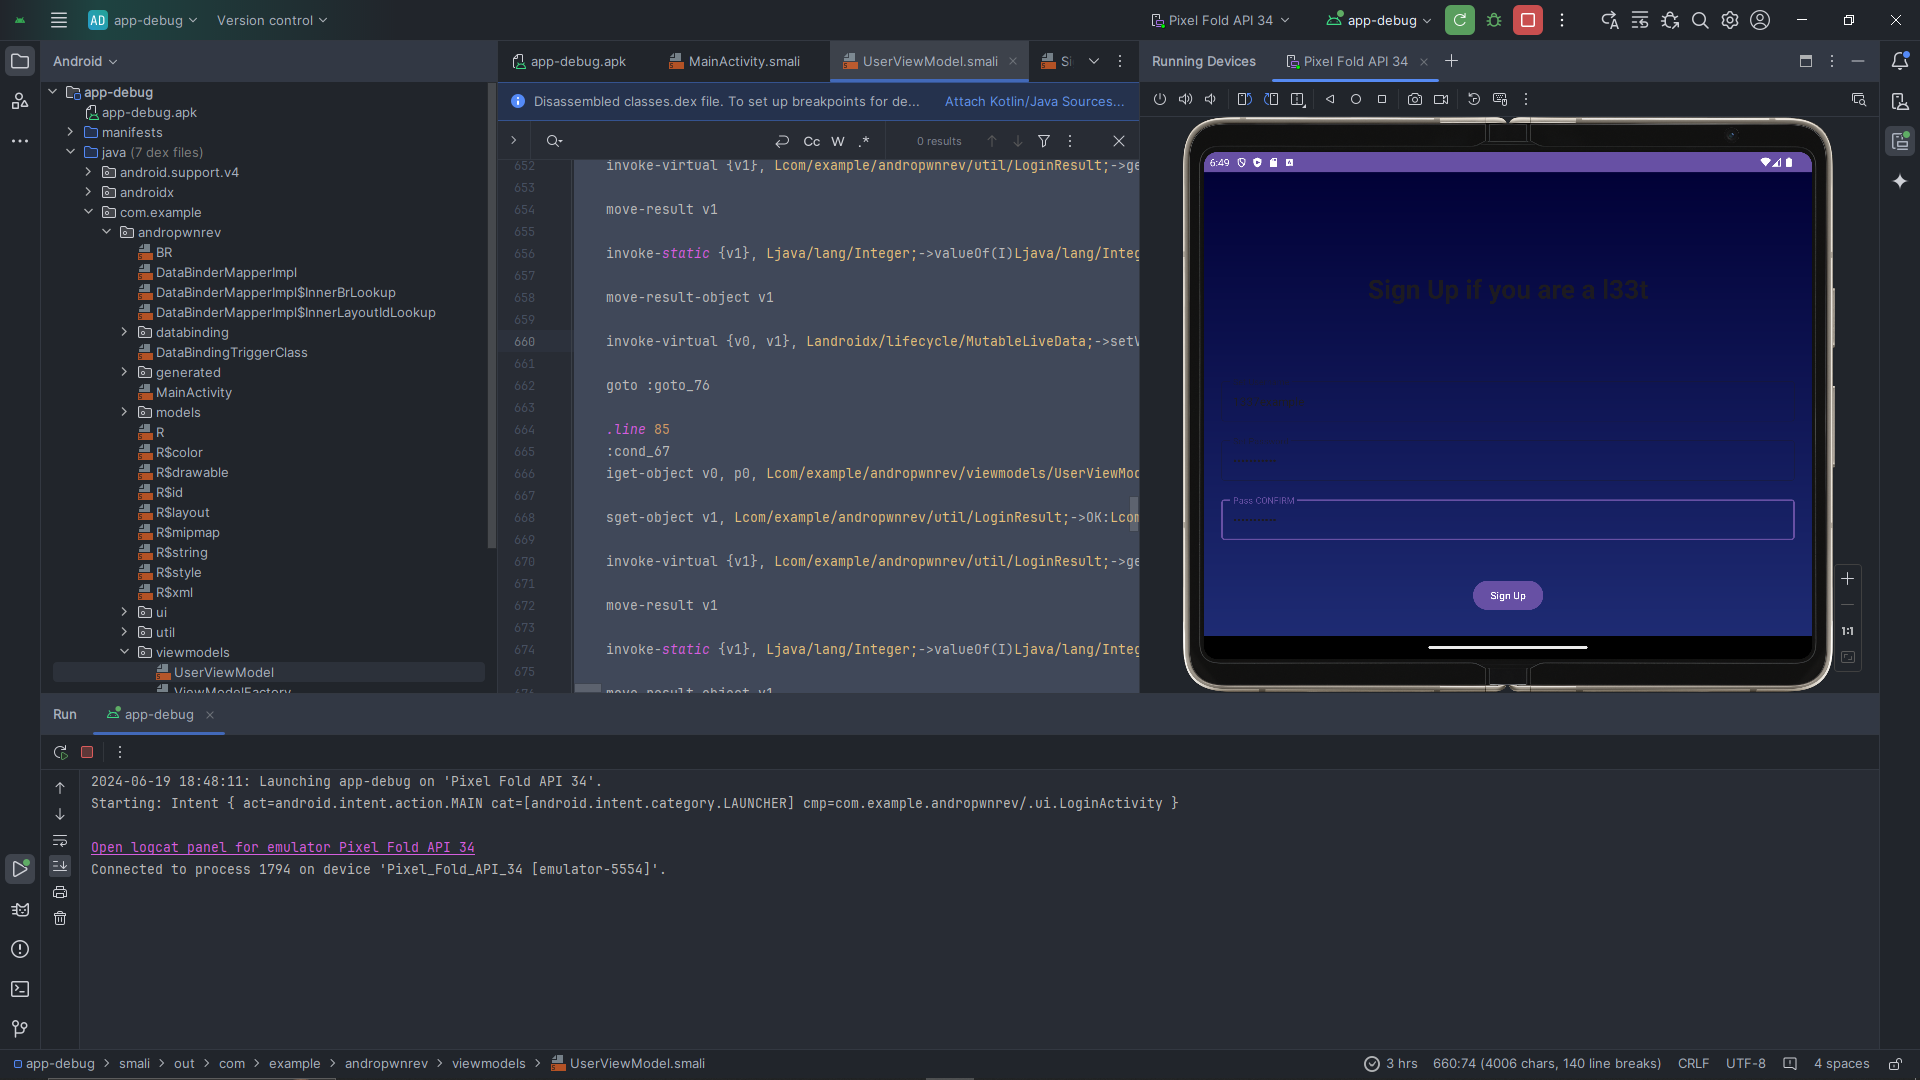 AD app-debug Version control Pixel Fold API 34 app-debug
Android
app-debug
app-debug.apk
manifests
java (7 dex files)
android.support.v4
androidx
com.example
andropwnrev
BR
DataBinderMapperImpl
DataBinderMapperImpl$InnerBrLookup
DataBinderMapperImpl$InnerLayoutIdLookup
databinding
DataBindingTriggerClass
generated
MainActivity
models
R
R$color
R$drawable
R$id
R$layout
R$mipmap
R$string
R$style
R$xml
ui
util
viewmodels
UserViewModel
ViewModelFactory
app-debug.apk MainActivity.smali UserViewModel.smali
Disassembled classes.dex file. To set up breakpoints for de... Attach Kotlin/Java Sources...
Cc W .* 0 results
652 invoke-virtual {v1}, Lcom/example/andropwnrev/util/LoginResult;->ge
653
654 move-result v1
655
656 invoke-static {v1}, Ljava/lang/Integer;->valueOf(I)Ljava/lang/Integ
657
658 move-result-object v1
659
660 invoke-virtual {v0, v1}, Landroidx/lifecycle/MutableLiveData;->setV
661
662 goto :goto_76
663
664 .line 85
665 :cond_67
666 iget-object v0, p0, Lcom/example/andropwnrev/viewmodels/UserViewMod
667
668 sget-object v1, Lcom/example/andropwnrev/util/LoginResult;->OK:Lcom
669
670 invoke-virtual {v1}, Lcom/example/andropwnrev/util/LoginResult;->ge
671
672 move-result v1
673
674 invoke-static {v1}, Ljava/lang/Integer;->valueOf(I)Ljava/lang/Integ
675
move-result-object v1
Running Devices Pixel Fold API 34
6:49
Sign Up if you are a l33t
Pass CONFIRM
Sign Up
1:1
Run app-debug
2024-06-19 18:48:11: Launching app-debug on 'Pixel Fold API 34'.
Starting: Intent { act=android.intent.action.MAIN cat=[android.intent.category.LAUNCHER] cmp=com.example.andropwnrev/.ui.LoginActivity }
Open logcat panel for emulator Pixel Fold API 34
Connected to process 1794 on device 'Pixel_Fold_API_34 [emulator-5554]'.
app-debug smali out com example andropwnrev viewmodels UserViewModel.smali 3 hrs 660:74 (4006 chars, 140 line breaks) CRLF UTF-8 4 spaces